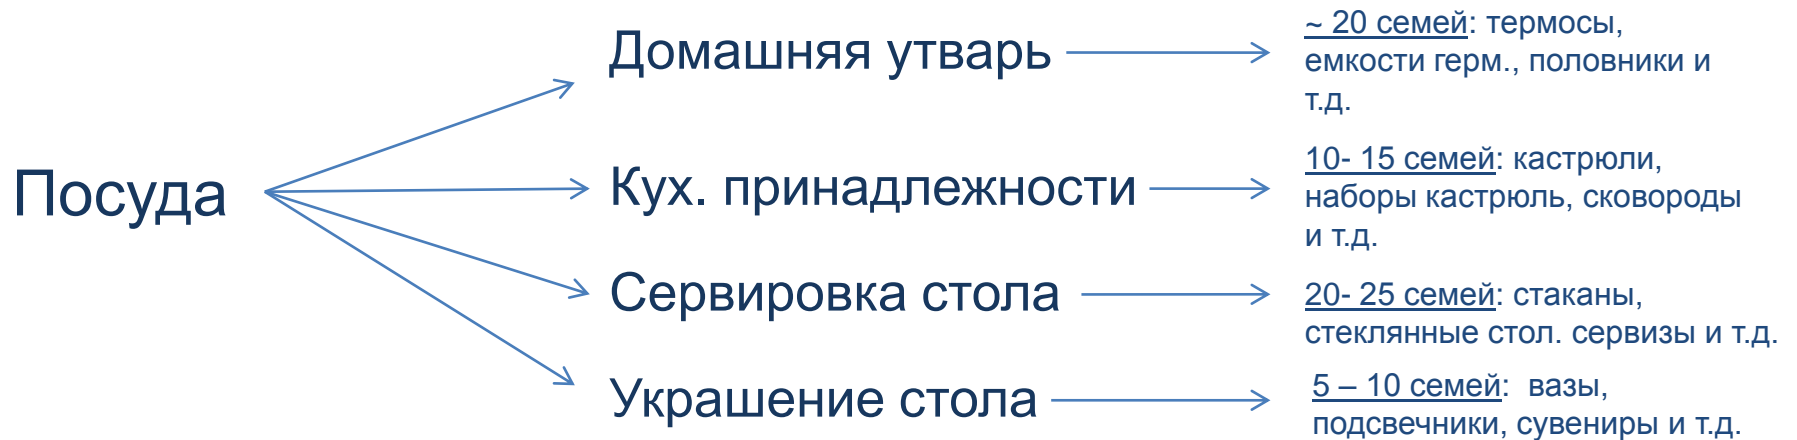 Посуда
Домашняя утварь
~ 20 семей: термосы,
емкости герм., половники и
т.д.
Кух. принадлежности
10- 15 семей: кастрюли,
наборы кастрюль, сковороды
и т.д.
Сервировка стола
20- 25 семей: стаканы,
стеклянные стол. сервизы и т.д.
Украшение стола
5 – 10 семей:  вазы,
подсвечники, сувениры и т.д.